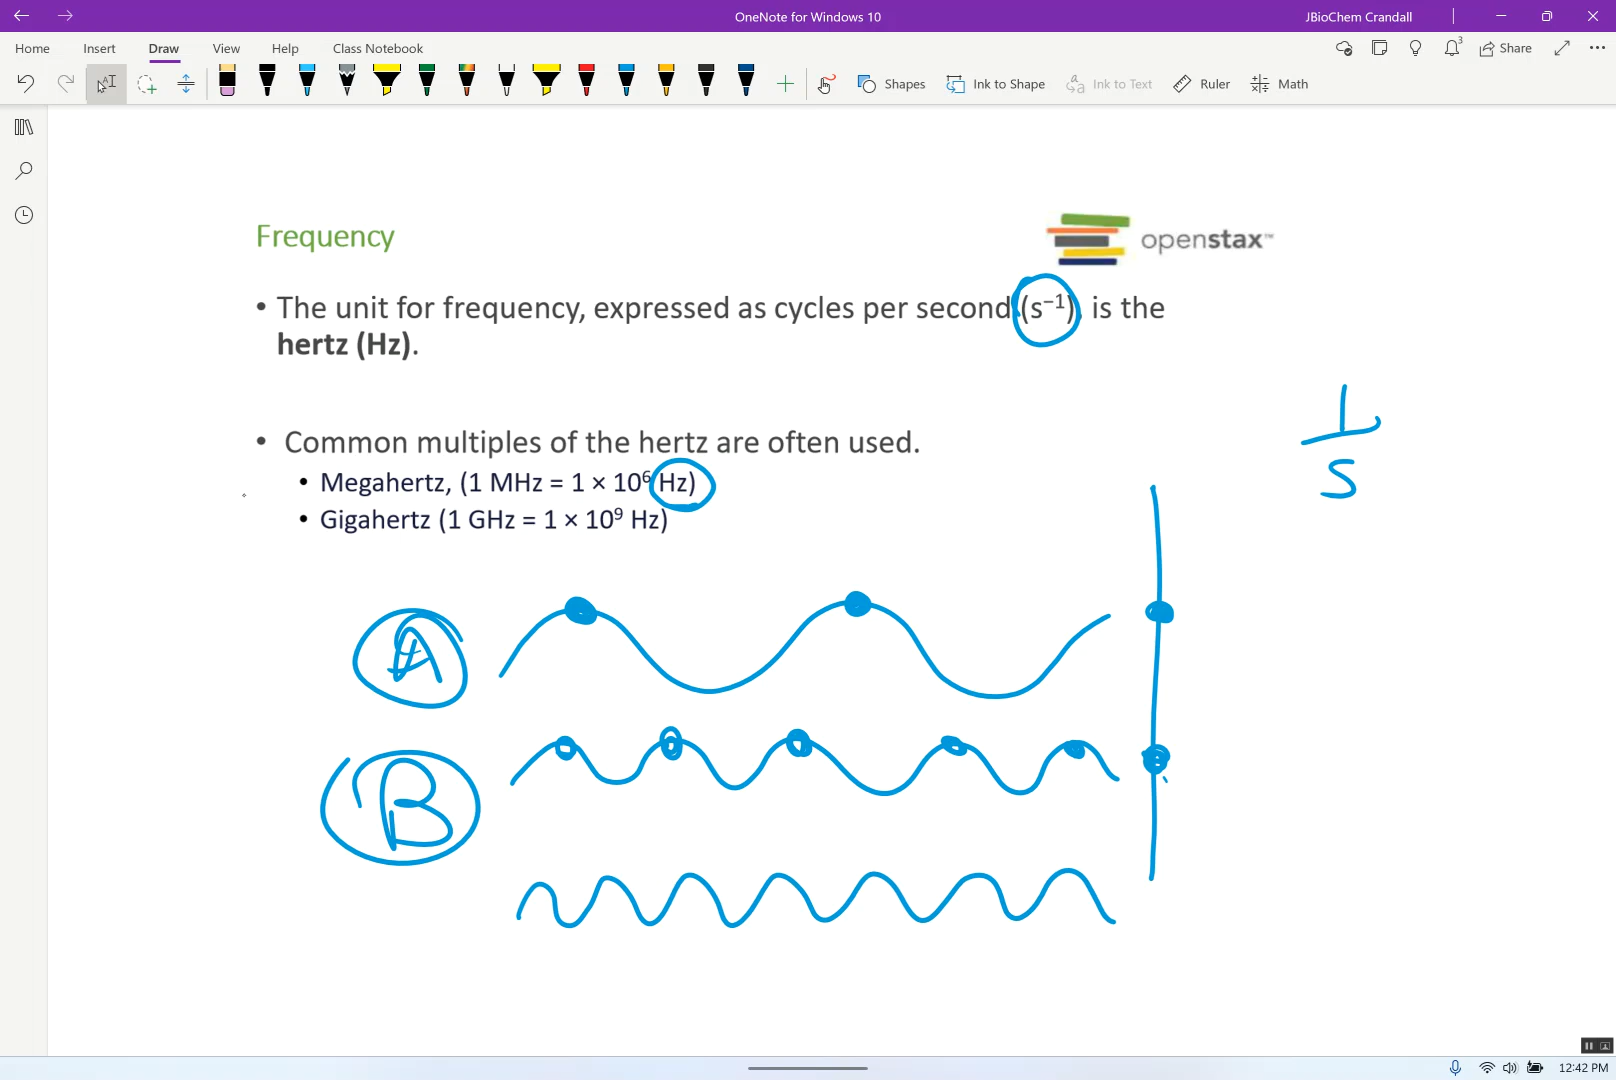 OneNote for Windows 10
JBioChem Crandall
Home Insert Draw View Help Class Notebook
3
Share
Shapes Ink to Shape Ink to Text Ruler Math
Frequency
openstax™
• The unit for frequency, expressed as cycles per second (s⁻¹), is the
hertz (Hz).
1
s
• Common multiples of the hertz are often used.
• Megahertz, (1 MHz = 1 × 10⁶ Hz)
• Gigahertz (1 GHz = 1 × 10⁹ Hz)
A
B
12:42 PM